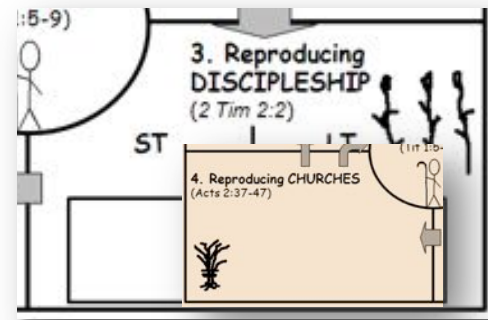 :5-9)
3. Reproducing
DISCIPLESHIP
(2 Tim 2:2)
ST LT
4. Reproducing CHURCHES
(Acts 2:37-47)